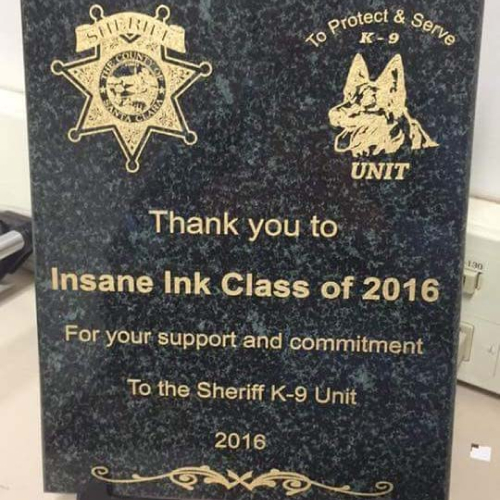 SHERIFF
THE COUNTY OF
SANTA CLARA
To Protect & Serve
K-9
UNIT
Thank you to
Insane Ink Class of 2016
For your support and commitment
To the Sheriff K-9 Unit
2016
130